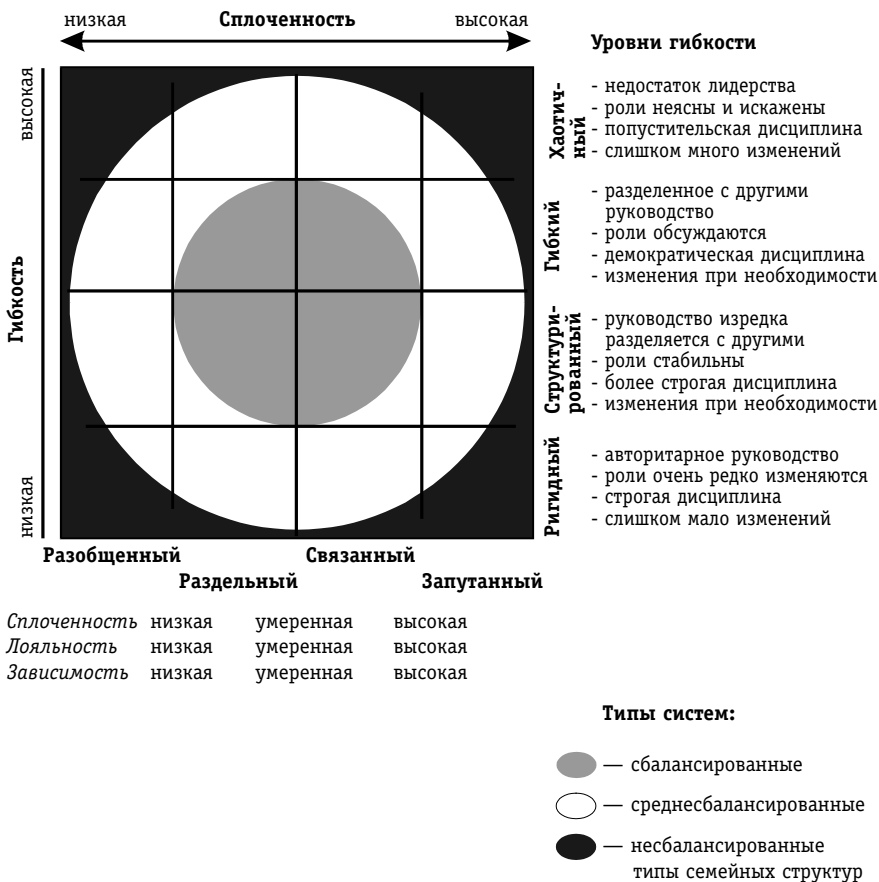 низкая Сплоченность высокая
Уровни гибкости
высокая
Гибкость
низкая
Хаотич-
ный
- недостаток лидерства
- роли неясны и искажены
- попустительская дисциплина
- слишком много изменений
Гибкий
- разделенное с другими
руководство
- роли обсуждаются
- демократическая дисциплина
- изменения при необходимости
Структури-
рованный
- руководство изредка
разделяется с другими
- роли стабильны
- более строгая дисциплина
- изменения при необходимости
Ригидный
- авторитарное руководство
- роли очень редко изменяются
- строгая дисциплина
- слишком мало изменений
Разобщенный Связанный
Раздельный Запутанный
Сплоченность низкая умеренная высокая
Лояльность низкая умеренная высокая
Зависимость низкая умеренная высокая
Типы систем:
— сбалансированные
— среднесбалансированные
— несбалансированные
типы семейных структур